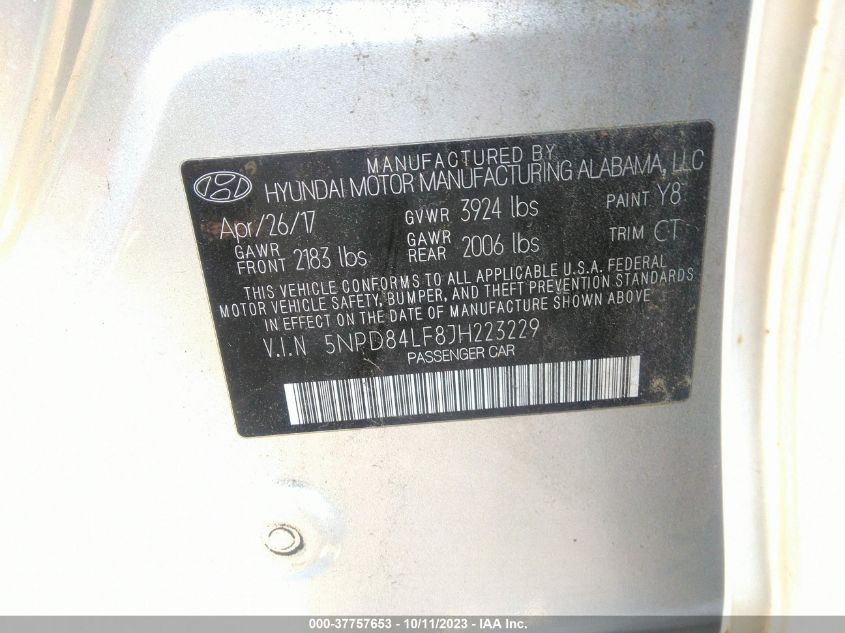 MANUFACTURED BY
HYUNDAI MOTOR MANUFACTURING ALABAMA, LLC
Apr/26/17 GVWR 3924 lbs PAINT Y8
GAWR FRONT 2183 lbs GAWR REAR 2006 lbs TRIM CT
THIS VEHICLE CONFORMS TO ALL APPLICABLE U.S.A. FEDERAL
MOTOR VEHICLE SAFETY, BUMPER, AND THEFT PREVENTION STANDARDS
IN EFFECT ON THE DATE OF MANUFACTURE SHOWN ABOVE
V.I.N 5NPD84LF8JH223229
PASSENGER CAR
000-37757653 - 10/11/2023 - IAA Inc.